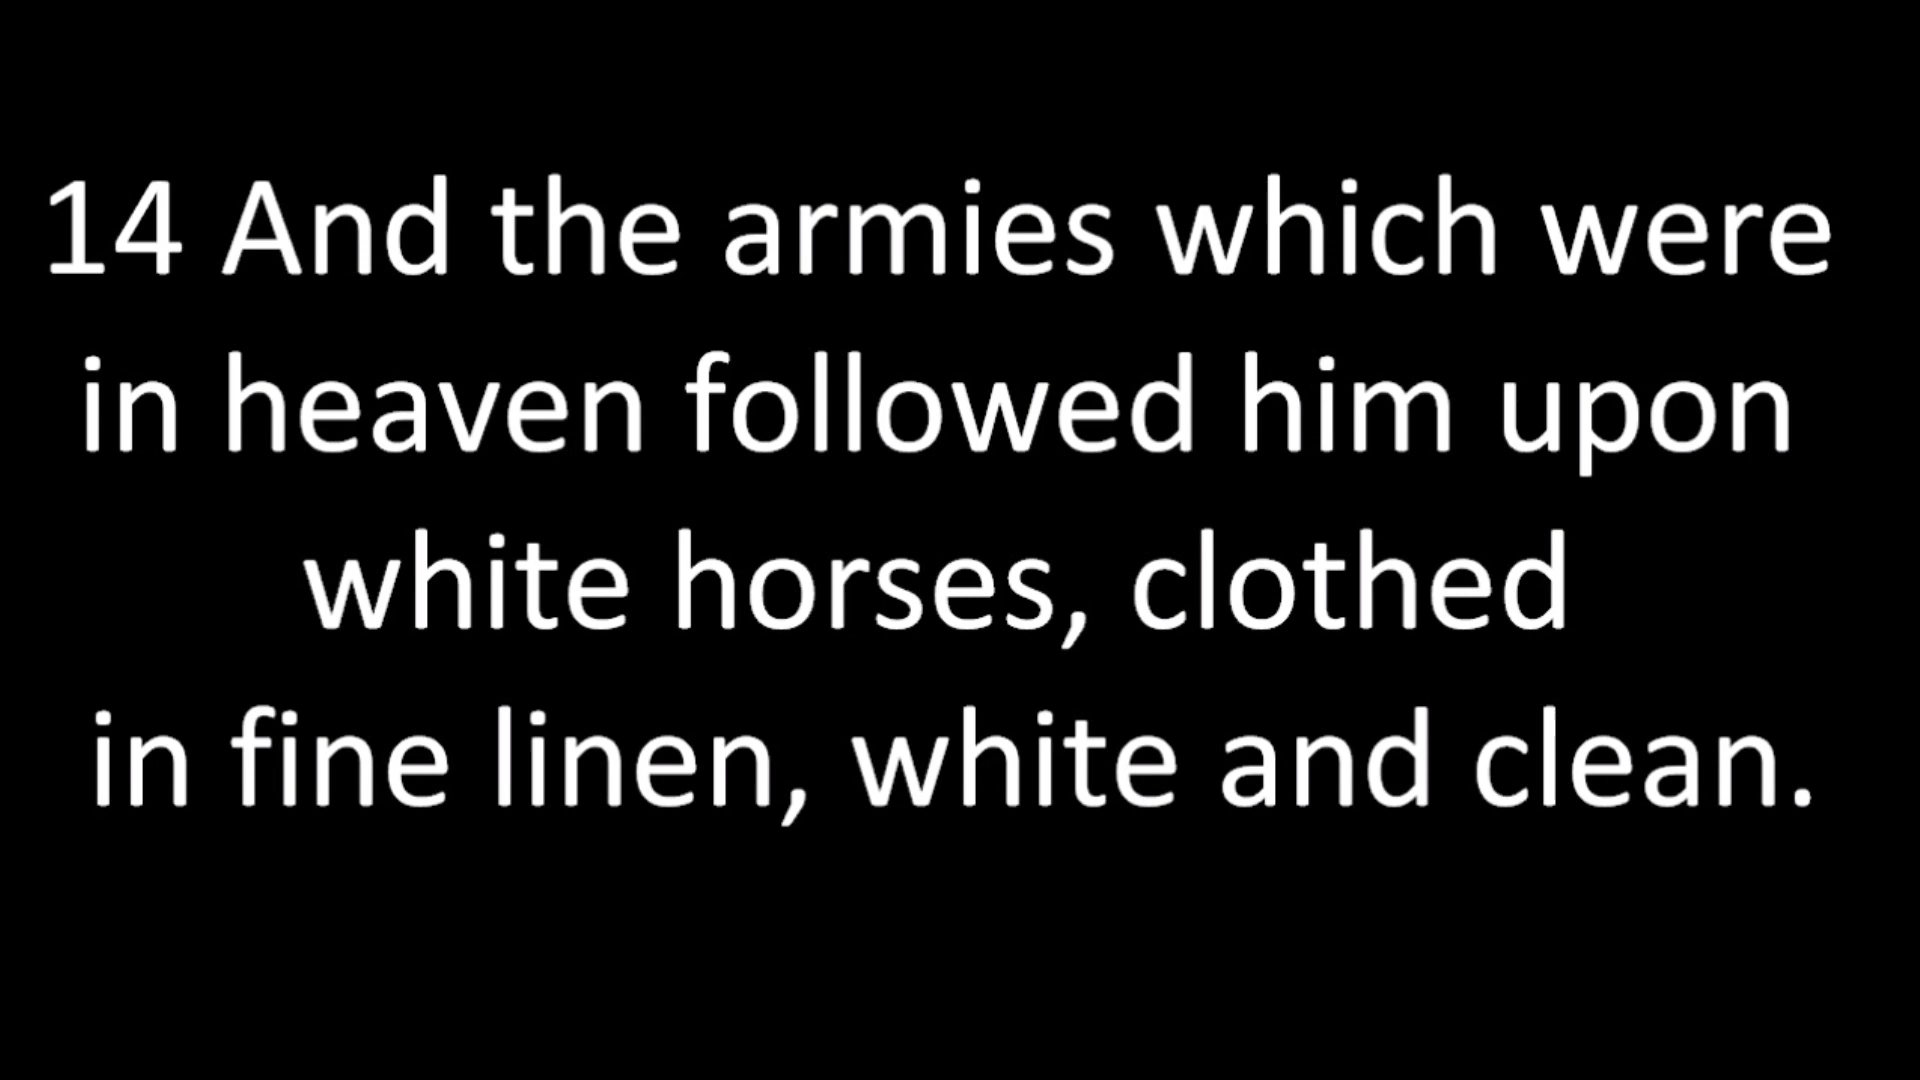 14 And the armies which were
in heaven followed him upon
white horses, clothed
in fine linen, white and clean.